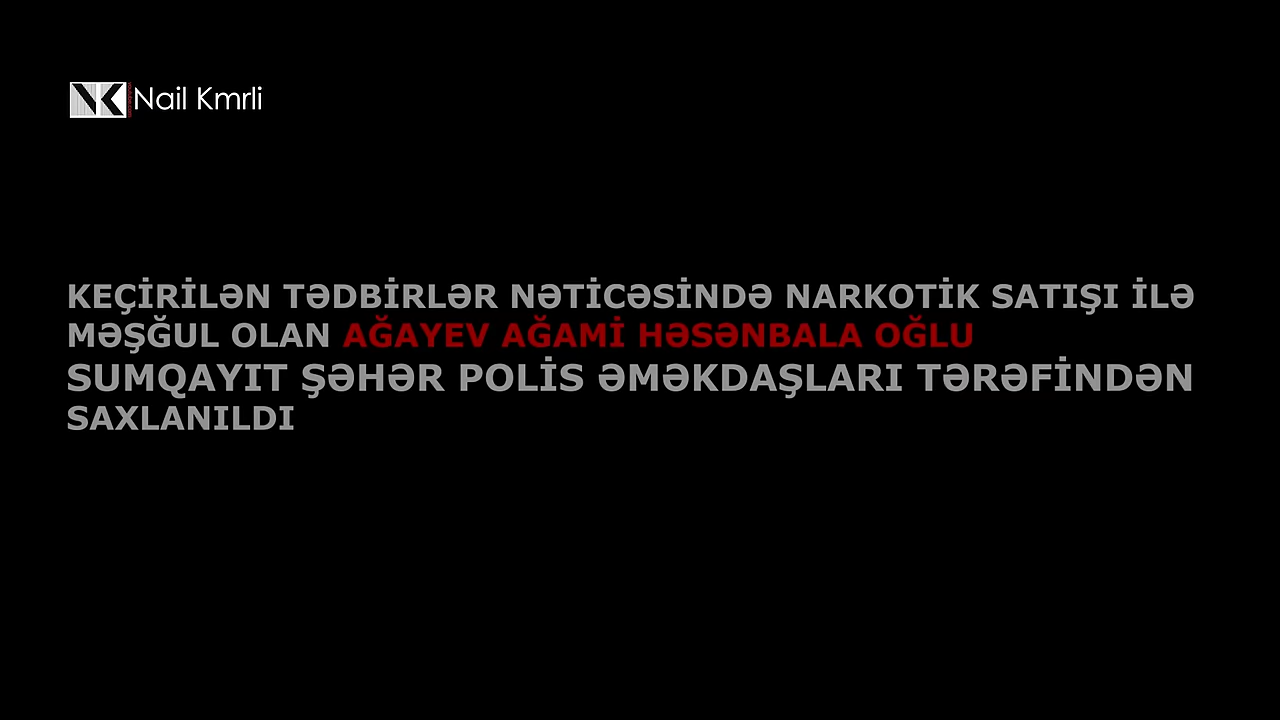 NK Nail Kmrli
KEÇİRİLƏN TƏDBİRLƏR NƏTİCƏSİNDƏ NARKOTİK SATIŞI İLƏ
MƏŞĞUL OLAN AĞAYEV AĞAMİ HƏSƏNBALA OĞLU
SUMQAYIT ŞƏHƏR POLİS ƏMƏKDAŞLARI TƏRƏFİNDƏN
SAXLANILDI